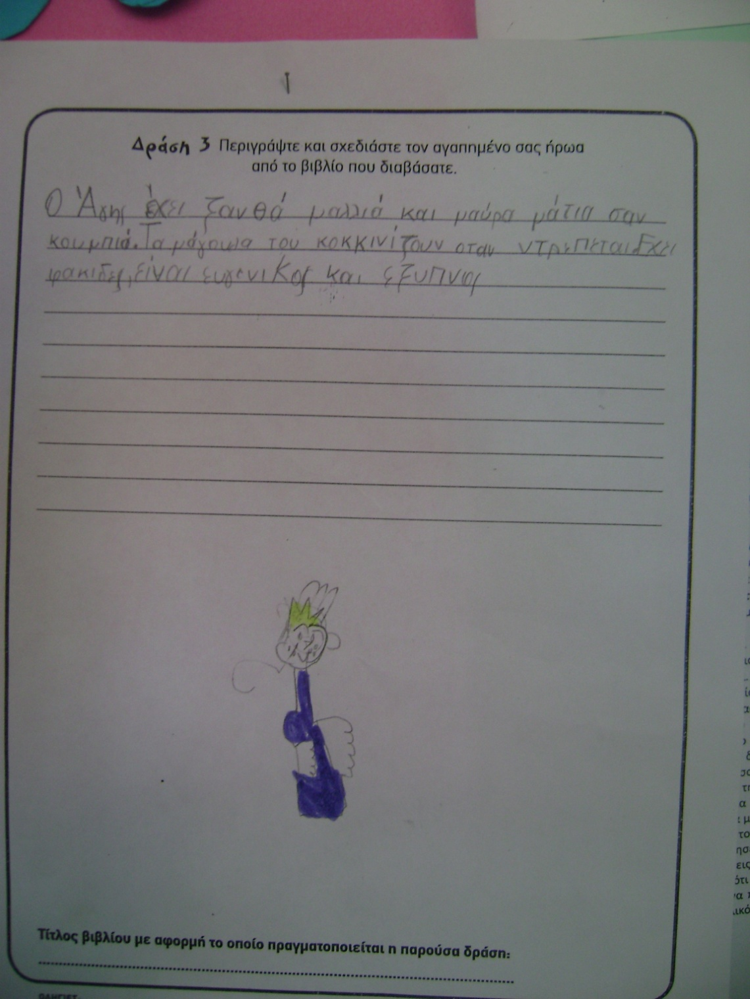 Δράση 3 Περιγράψτε και σχεδιάστε τον αγαπημένο σας ήρωα
από το βιβλίο που διαβάσατε.
Ο Άγης έχει ξανθά μαλλιά και μαύρα μάτια σαν
κουμπιά. Τα μάγουλα του κοκκινίζουν οταν ντρεπεται. Εχει
φακιδες, είναι ευγενικος και εξυπνος
Τίτλος βιβλίου με αφορμή το οποίο πραγματοποιείται η παρούσα δράση: